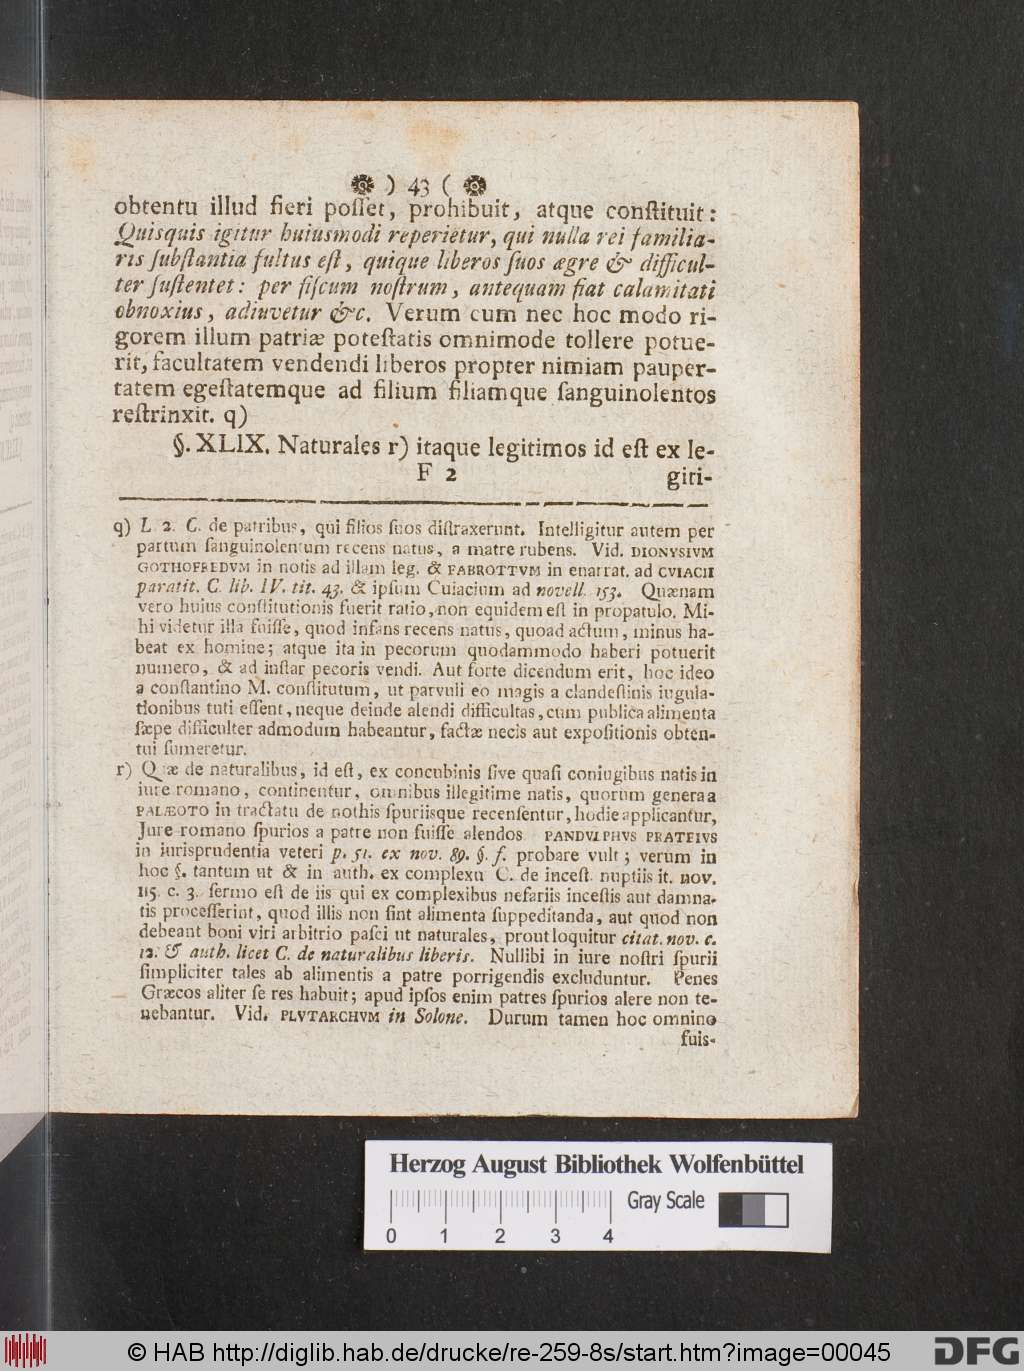 ) 43 (
obtentu illud fieri poſſet, prohibuit, atque conſtituit:
Quisquis igitur huiusmodi reperietur, qui nulla rei familia-
ris ſubſtantia fultus eſt, quique liberos ſuos ægre & difficul-
ter ſuſtentet: per fiſcum noſtrum, antequam fiat calamitati
obnoxius, adiuvetur &c. Verum cum nec hoc modo ri-
gorem illum patriæ poteſtatis omnimode tollere potue-
rit, facultatem vendendi liberos propter nimiam pauper-
tatem egeſtatemque ad filium filiamque ſanguinolentos
reſtrinxit. q)
§. XLIX. Naturales r) itaque legitimos id eſt ex le-
F 2 giti-
q) L. 2. C. de patribus, qui filios ſuos diſtraxerunt. Intelligitur autem per
partum ſanguinolentum recens natus, a matre rubens. Vid. DIONYSIVM
GOTHOFREDVM in notis ad illam leg. & FABROTTVM in enarrat. ad CVIACII
paratit. C. lib. IV. tit. 43. & ipſum Cuiacium ad novell. 153. Quænam
vero huius conſtitutionis fuerit ratio, non equidem eſt in propatulo. Mi-
hi videtur illa fuiſſe, quod infans recens natus, quoad actum, minus ha-
beat ex homine; atque ita in pecorum quodammodo haberi potuerit
numero, & ad inſtar pecoris vendi. Aut forte dicendum erit, hoc ideo
a conſtantino M. conſtitutum, ut parvuli eo magis a clandeſtinis iugula-
tionibus tuti eſſent, neque deinde alendi difficultas, cum publica alimenta
ſæpe difficulter admodum habeantur, factæ necis aut expoſitionis obten-
tui ſumeretur.
r) Quæ de naturalibus, id eſt, ex concubinis ſive quaſi coniugibus natis in
iure romano, continentur, omnibus illegitime natis, quorum genera a
PALÆOTO in tractatu de nothis ſpuriisque recenſentur, hodie applicantur,
Jure romano ſpurios a patre non fuiſſe alendos PANDVLPHVS PRATEIVS
in iurisprudentia veteri p. 51. ex nov. 89. §. f. probare vult; verum in
hoc §. tantum ut & in auth. ex complexu C. de inceſt. nuptiis it. nov.
115. c. 3. ſermo eſt de iis qui ex complexibus nefariis inceſtis aut damna-
tis proceſſerint, quod illis non ſint alimenta ſuppeditanda, aut quod non
debeant boni viri arbitrio paſci ut naturales, prout loquitur citat. nov. c.
12. & auth. licet C. de naturalibus liberis. Nullibi in iure noſtri ſpurii
ſimpliciter tales ab alimentis a patre porrigendis excluduntur. Penes
Græcos aliter ſe res habuit; apud ipſos enim patres ſpurios alere non te-
nebantur. Vid. PLVTARCHVM in Solone. Durum tamen hoc omnino
fuis-
Herzog August Bibliothek Wolfenbüttel
Gray Scale
0 1 2 3 4
© HAB http://diglib.hab.de/drucke/re-259-8s/start.htm?image=00045
DFG